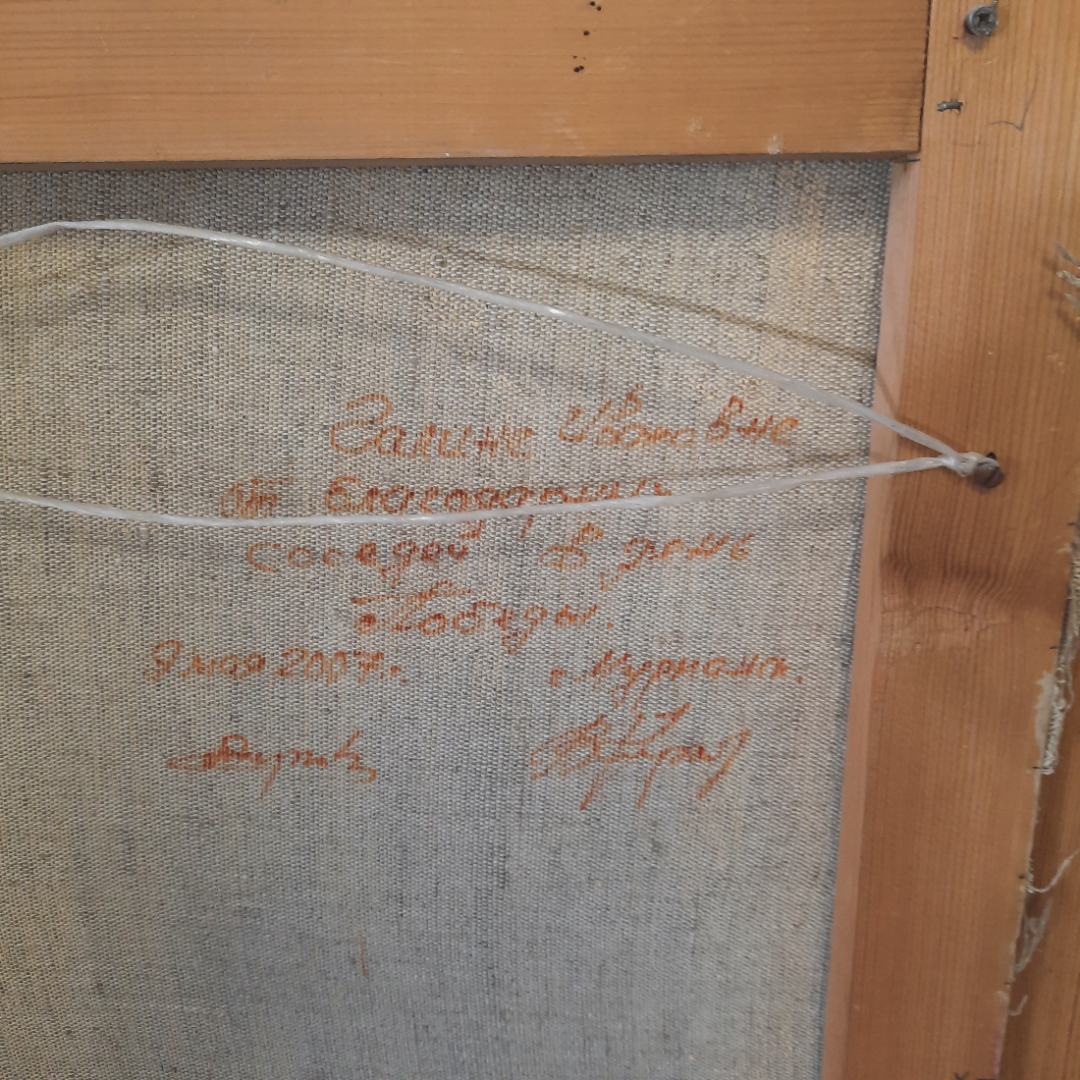 Галине Ивановне
от благодарных
соседей в день
Победы.
9 мая 2007 г. г. Мурманск.